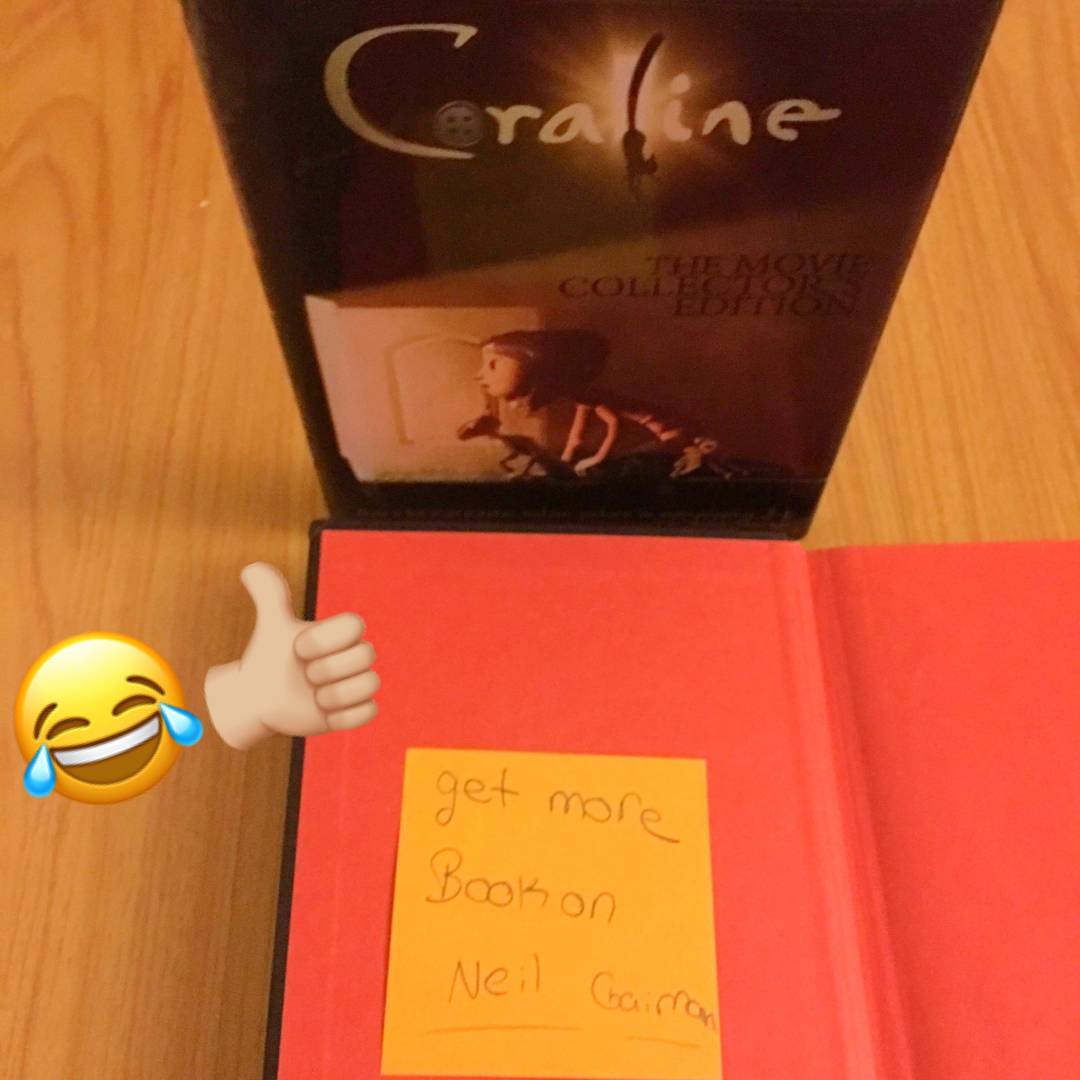 Coraline
THE MOVIE
COLLECTOR'S
EDITION
get more
Book on
Neil Gaiman